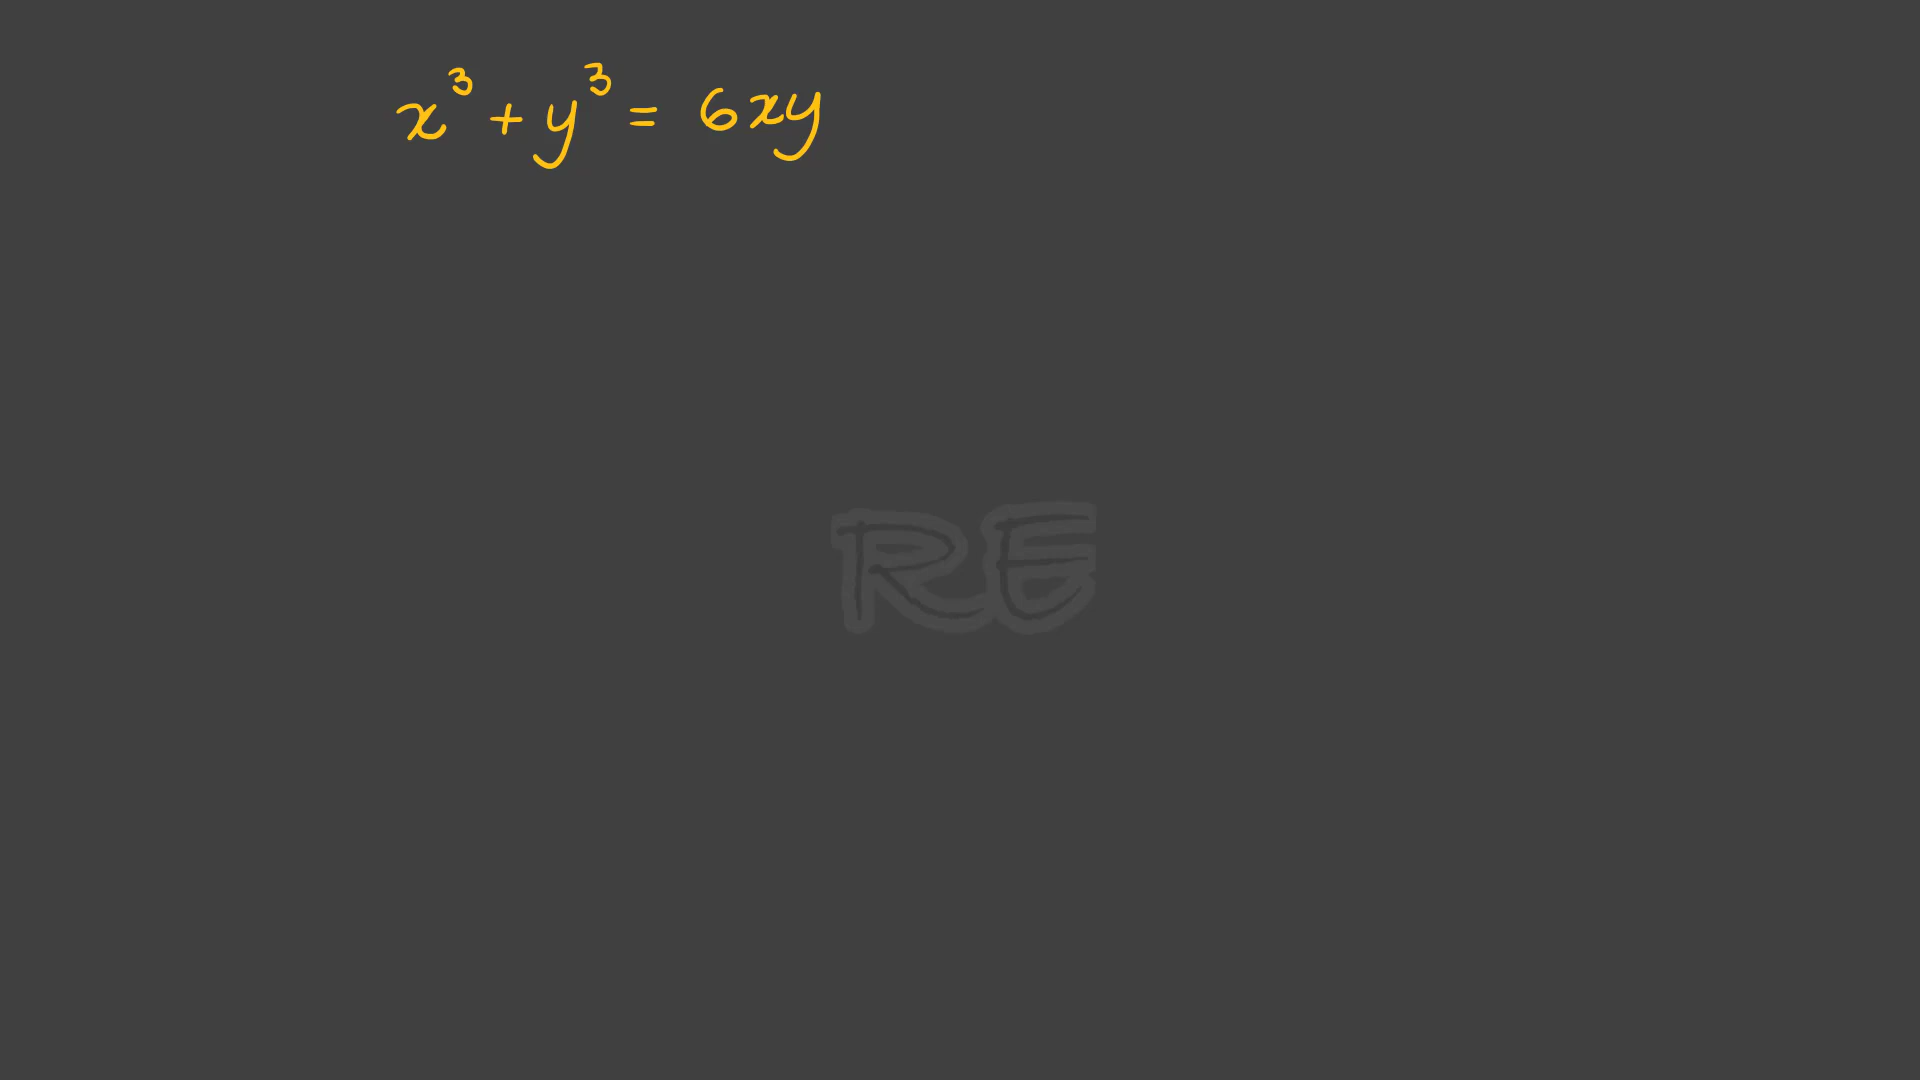 x³ + y³ = 6xy
RE